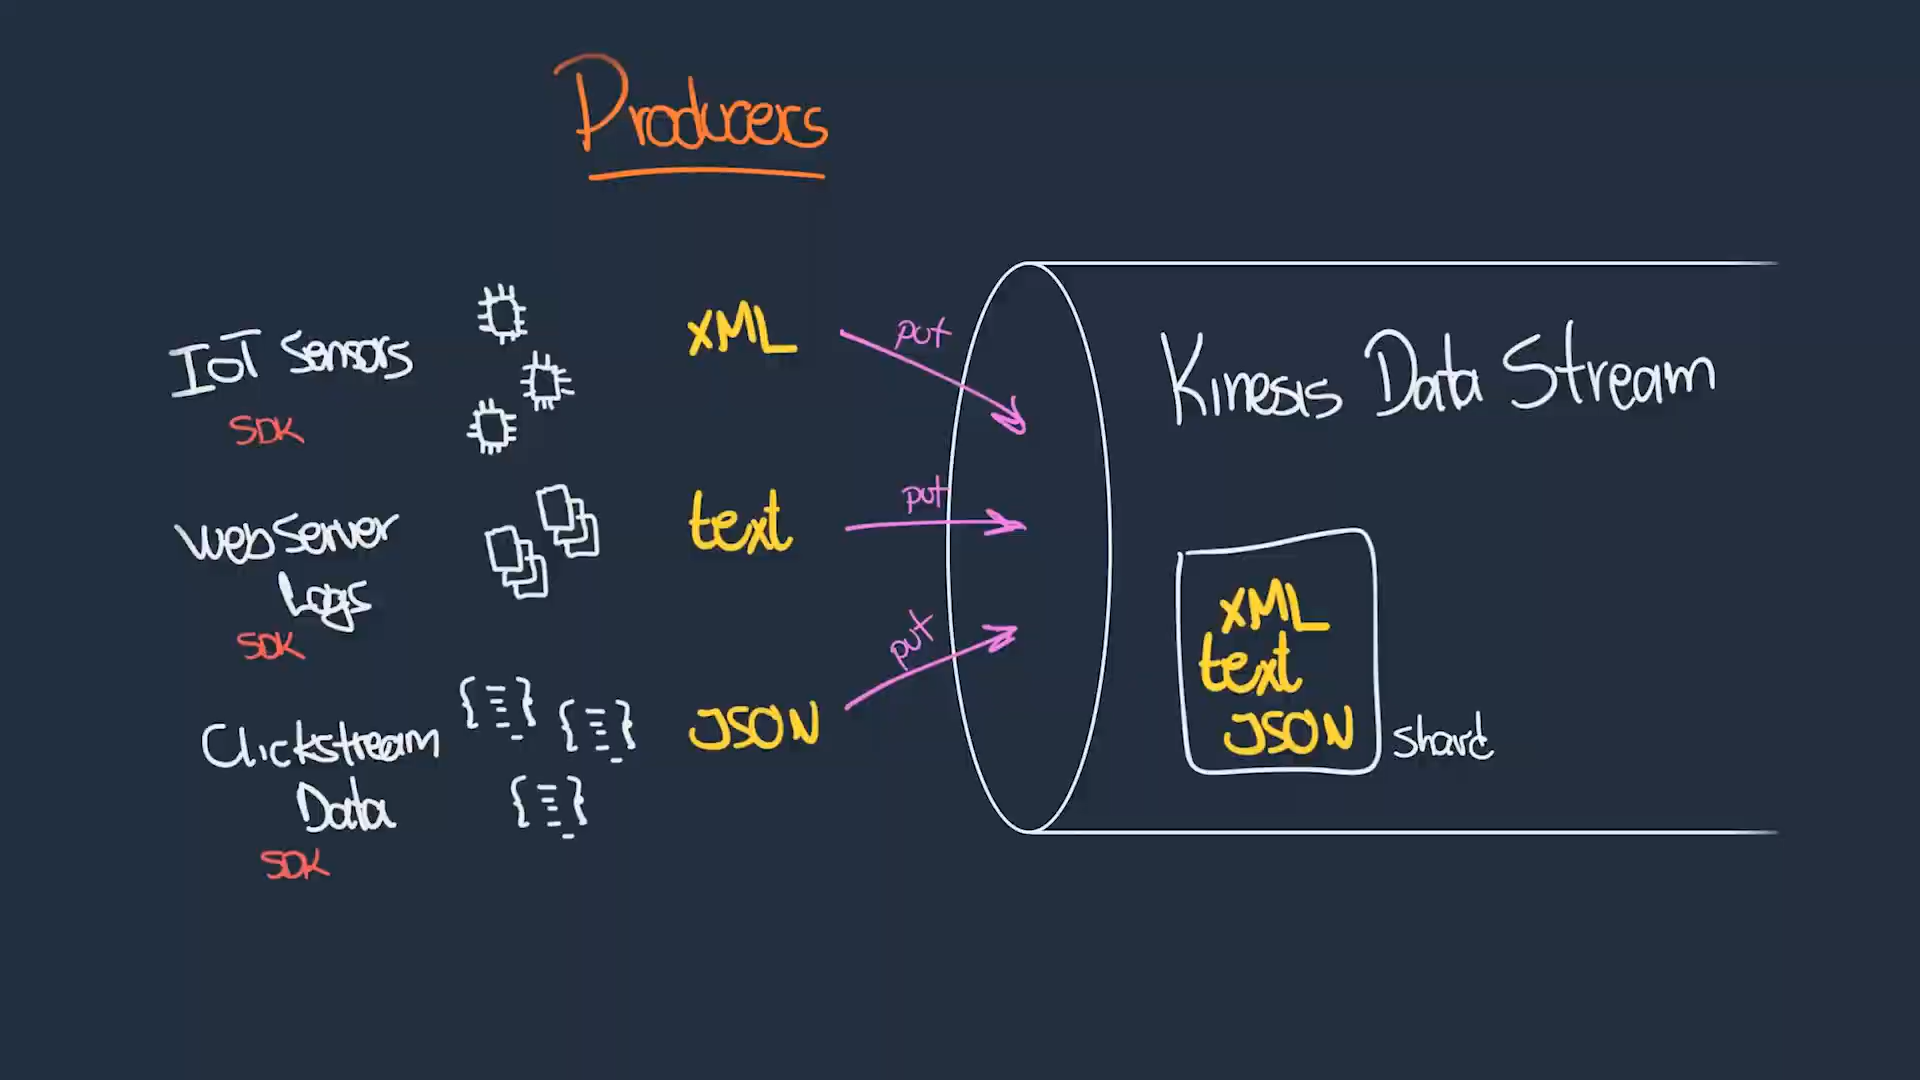 Producers
IoT Sensors
SDK
XML
put
Kinesis Data Stream
Web Server
Logs
SDK
text
put
Clickstream
Data
SDK
JSON
put
XML
text
JSON
shard